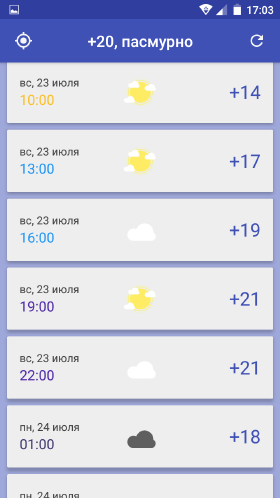 17:03
+20, пасмурно
вс, 23 июля
10:00
+14
вс, 23 июля
13:00
+17
вс, 23 июля
16:00
+19
вс, 23 июля
19:00
+21
вс, 23 июля
22:00
+21
пн, 24 июля
01:00
+18
пн, 24 июля